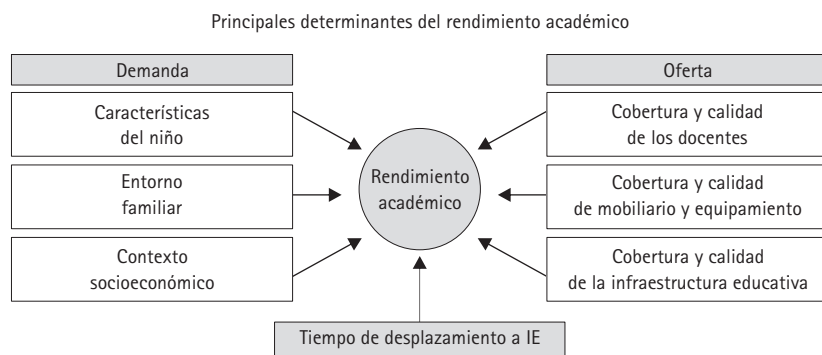 Principales determinantes del rendimiento académico
Demanda
Características
del niño
Entorno
familiar
Contexto
socioeconómico
Rendimiento
académico
Oferta
Cobertura y calidad
de los docentes
Cobertura y calidad
de mobiliario y equipamiento
Cobertura y calidad
de la infraestructura educativa
Tiempo de desplazamiento a IE